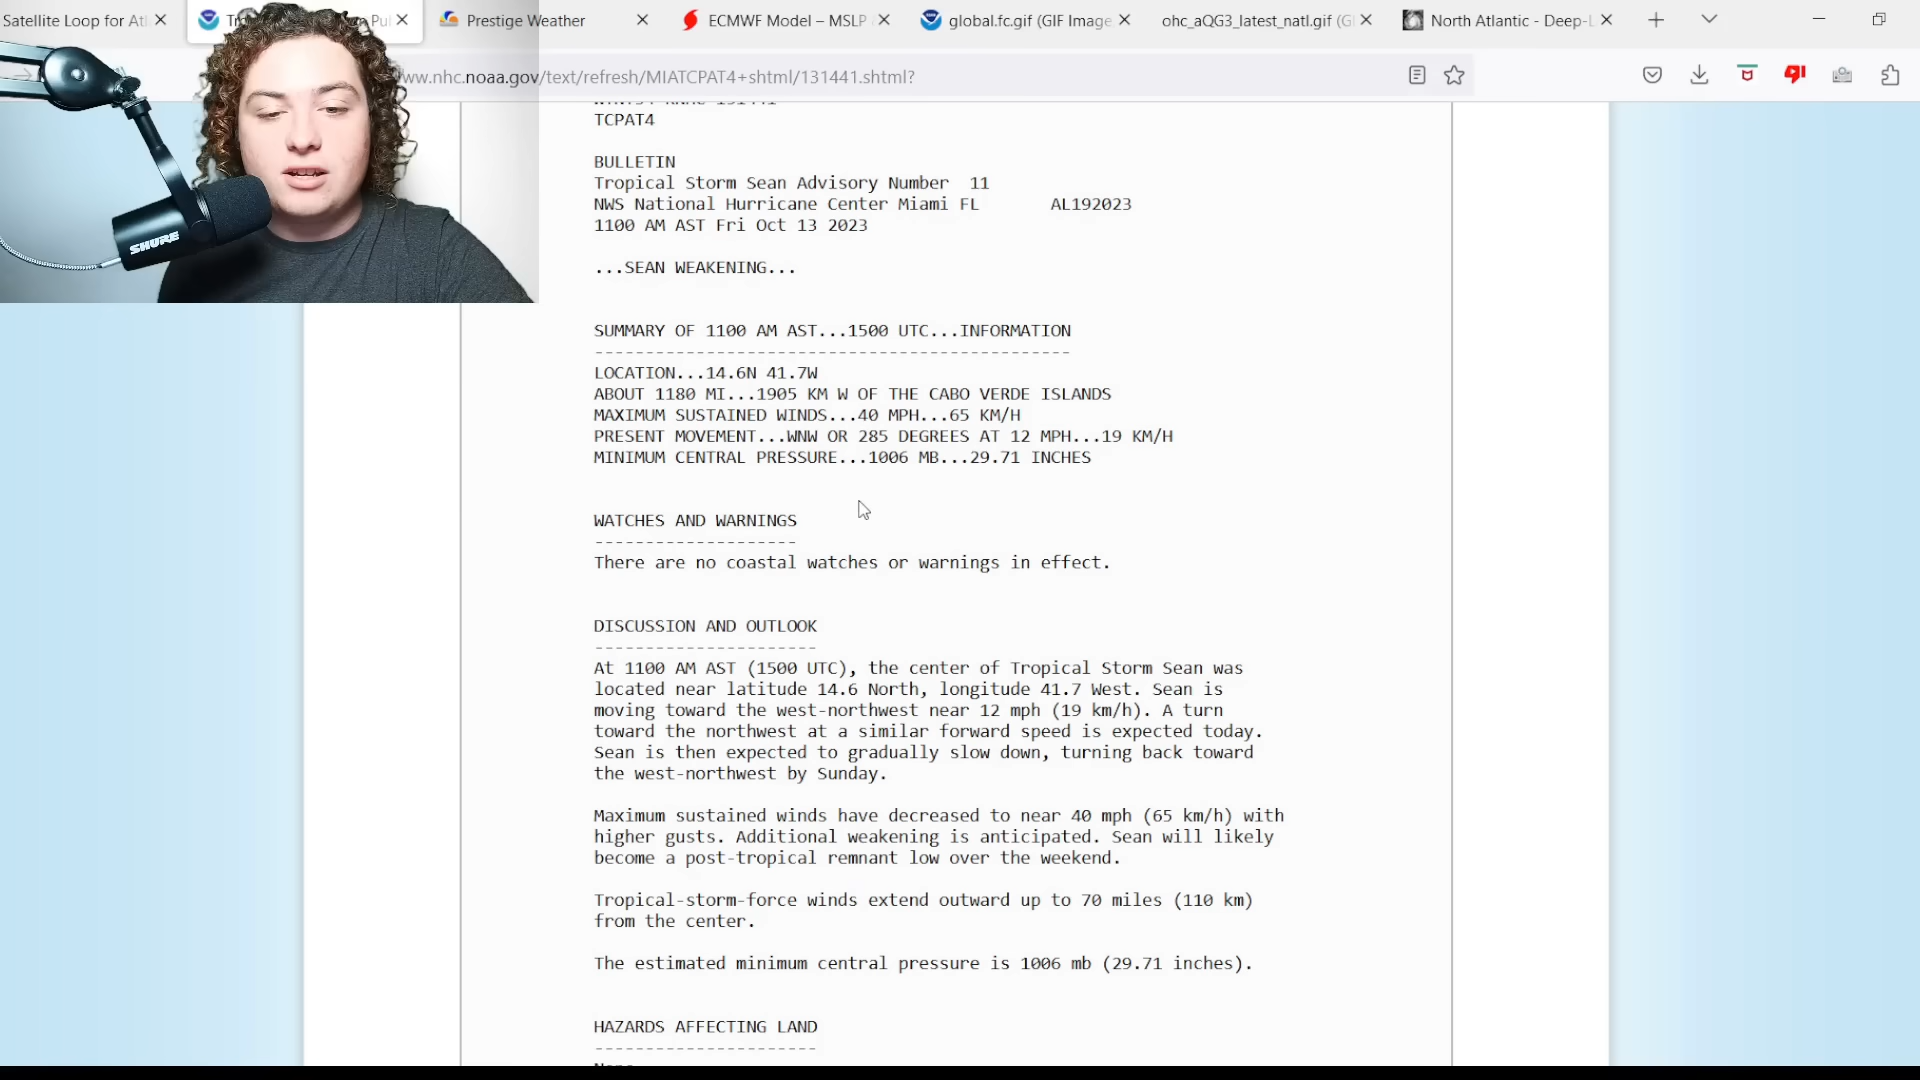 Satellite Loop for Atl
Prestige Weather
ECMWF Model – MSLP
global.fc.gif (GIF Image
ohc_aQG3_latest_natl.gif (G
North Atlantic - Deep-L
ww.nhc.noaa.gov/text/refresh/MIATCPAT4+shtml/131441.shtml?
SHURE
TCPAT4
BULLETIN
Tropical Storm Sean Advisory Number  11
NWS National Hurricane Center Miami FL       AL192023
1100 AM AST Fri Oct 13 2023
...SEAN WEAKENING...
SUMMARY OF 1100 AM AST...1500 UTC...INFORMATION
-----------------------------------------------
LOCATION...14.6N 41.7W
ABOUT 1180 MI...1905 KM W OF THE CABO VERDE ISLANDS
MAXIMUM SUSTAINED WINDS...40 MPH...65 KM/H
PRESENT MOVEMENT...WNW OR 285 DEGREES AT 12 MPH...19 KM/H
MINIMUM CENTRAL PRESSURE...1006 MB...29.71 INCHES
WATCHES AND WARNINGS
--------------------
There are no coastal watches or warnings in effect.
DISCUSSION AND OUTLOOK
----------------------
At 1100 AM AST (1500 UTC), the center of Tropical Storm Sean was
located near latitude 14.6 North, longitude 41.7 West. Sean is
moving toward the west-northwest near 12 mph (19 km/h). A turn
toward the northwest at a similar forward speed is expected today.
Sean is then expected to gradually slow down, turning back toward
the west-northwest by Sunday.
Maximum sustained winds have decreased to near 40 mph (65 km/h) with
higher gusts. Additional weakening is anticipated. Sean will likely
become a post-tropical remnant low over the weekend.
Tropical-storm-force winds extend outward up to 70 miles (110 km)
from the center.
The estimated minimum central pressure is 1006 mb (29.71 inches).
HAZARDS AFFECTING LAND
----------------------